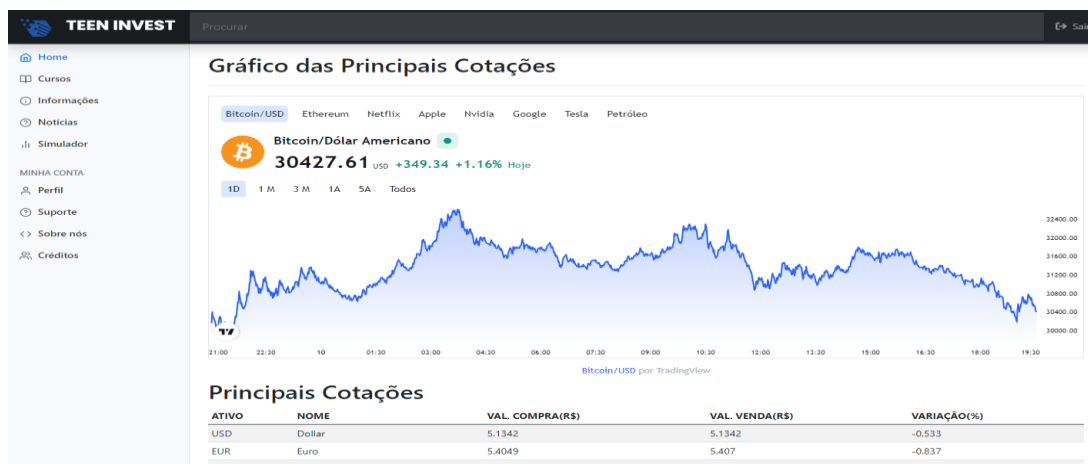 TEEN INVEST
Procurar
Sair
Home
Cursos
Informações
Notícias
Simulador
MINHA CONTA
Perfil
Suporte
Sobre nós
Créditos
Gráfico das Principais Cotações
Bitcoin/USD Ethereum Netflix Apple Nvidia Google Tesla Petróleo
Bitcoin/Dólar Americano
30427.61 USD +349.34 +1.16% Hoje
1D 1 M 3 M 1A 5A Todos
32400.00
32000.00
31600.00
31200.00
30800.00
30400.00
30000.00
21:00 22:30 10 01:30 03:00 04:30 06:00 07:30 09:00 10:30 12:00 13:30 15:00 16:30 18:00 19:30
Bitcoin/USD por TradingView
Principais Cotações
ATIVO NOME VAL. COMPRA(R$) VAL. VENDA(R$) VARIAÇÃO(%)
USD Dollar 5.1342 5.1342 -0.533
EUR Euro 5.4049 5.407 -0.837